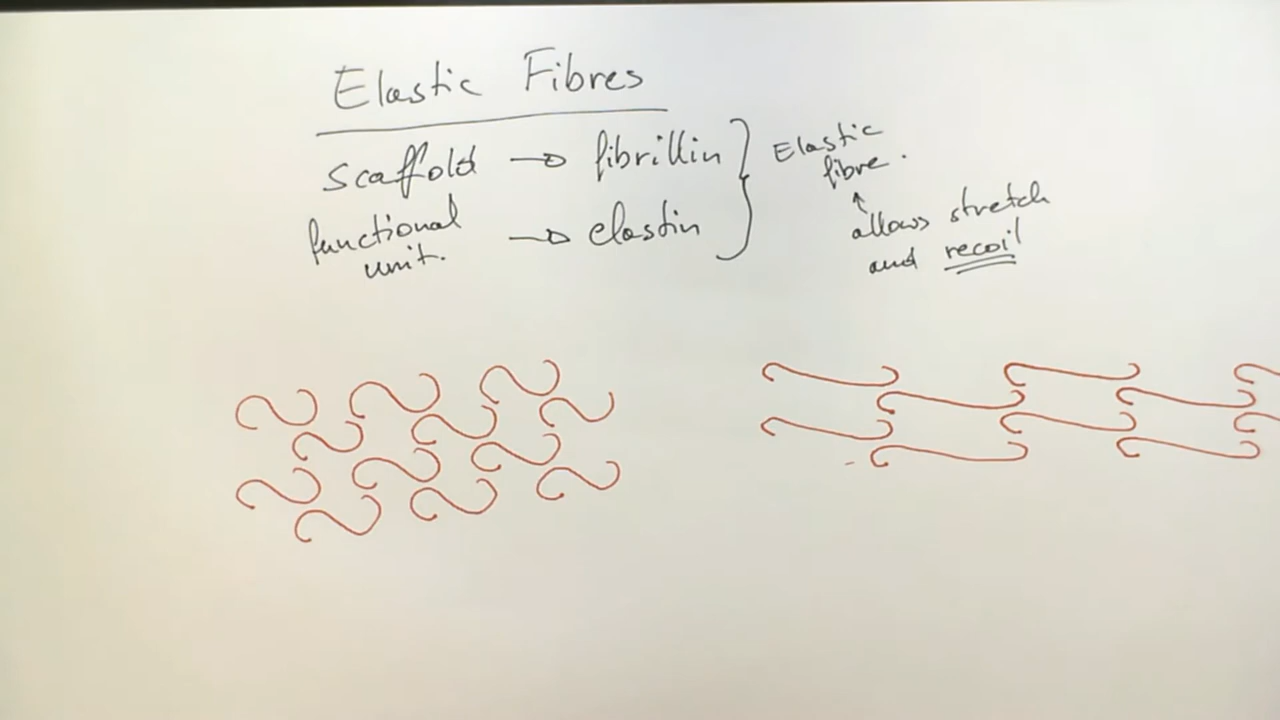 Elastic Fibres
scaffold → fibrillin
functional unit. → elastin
Elastic
fibre.
↑
allows stretch
and recoil